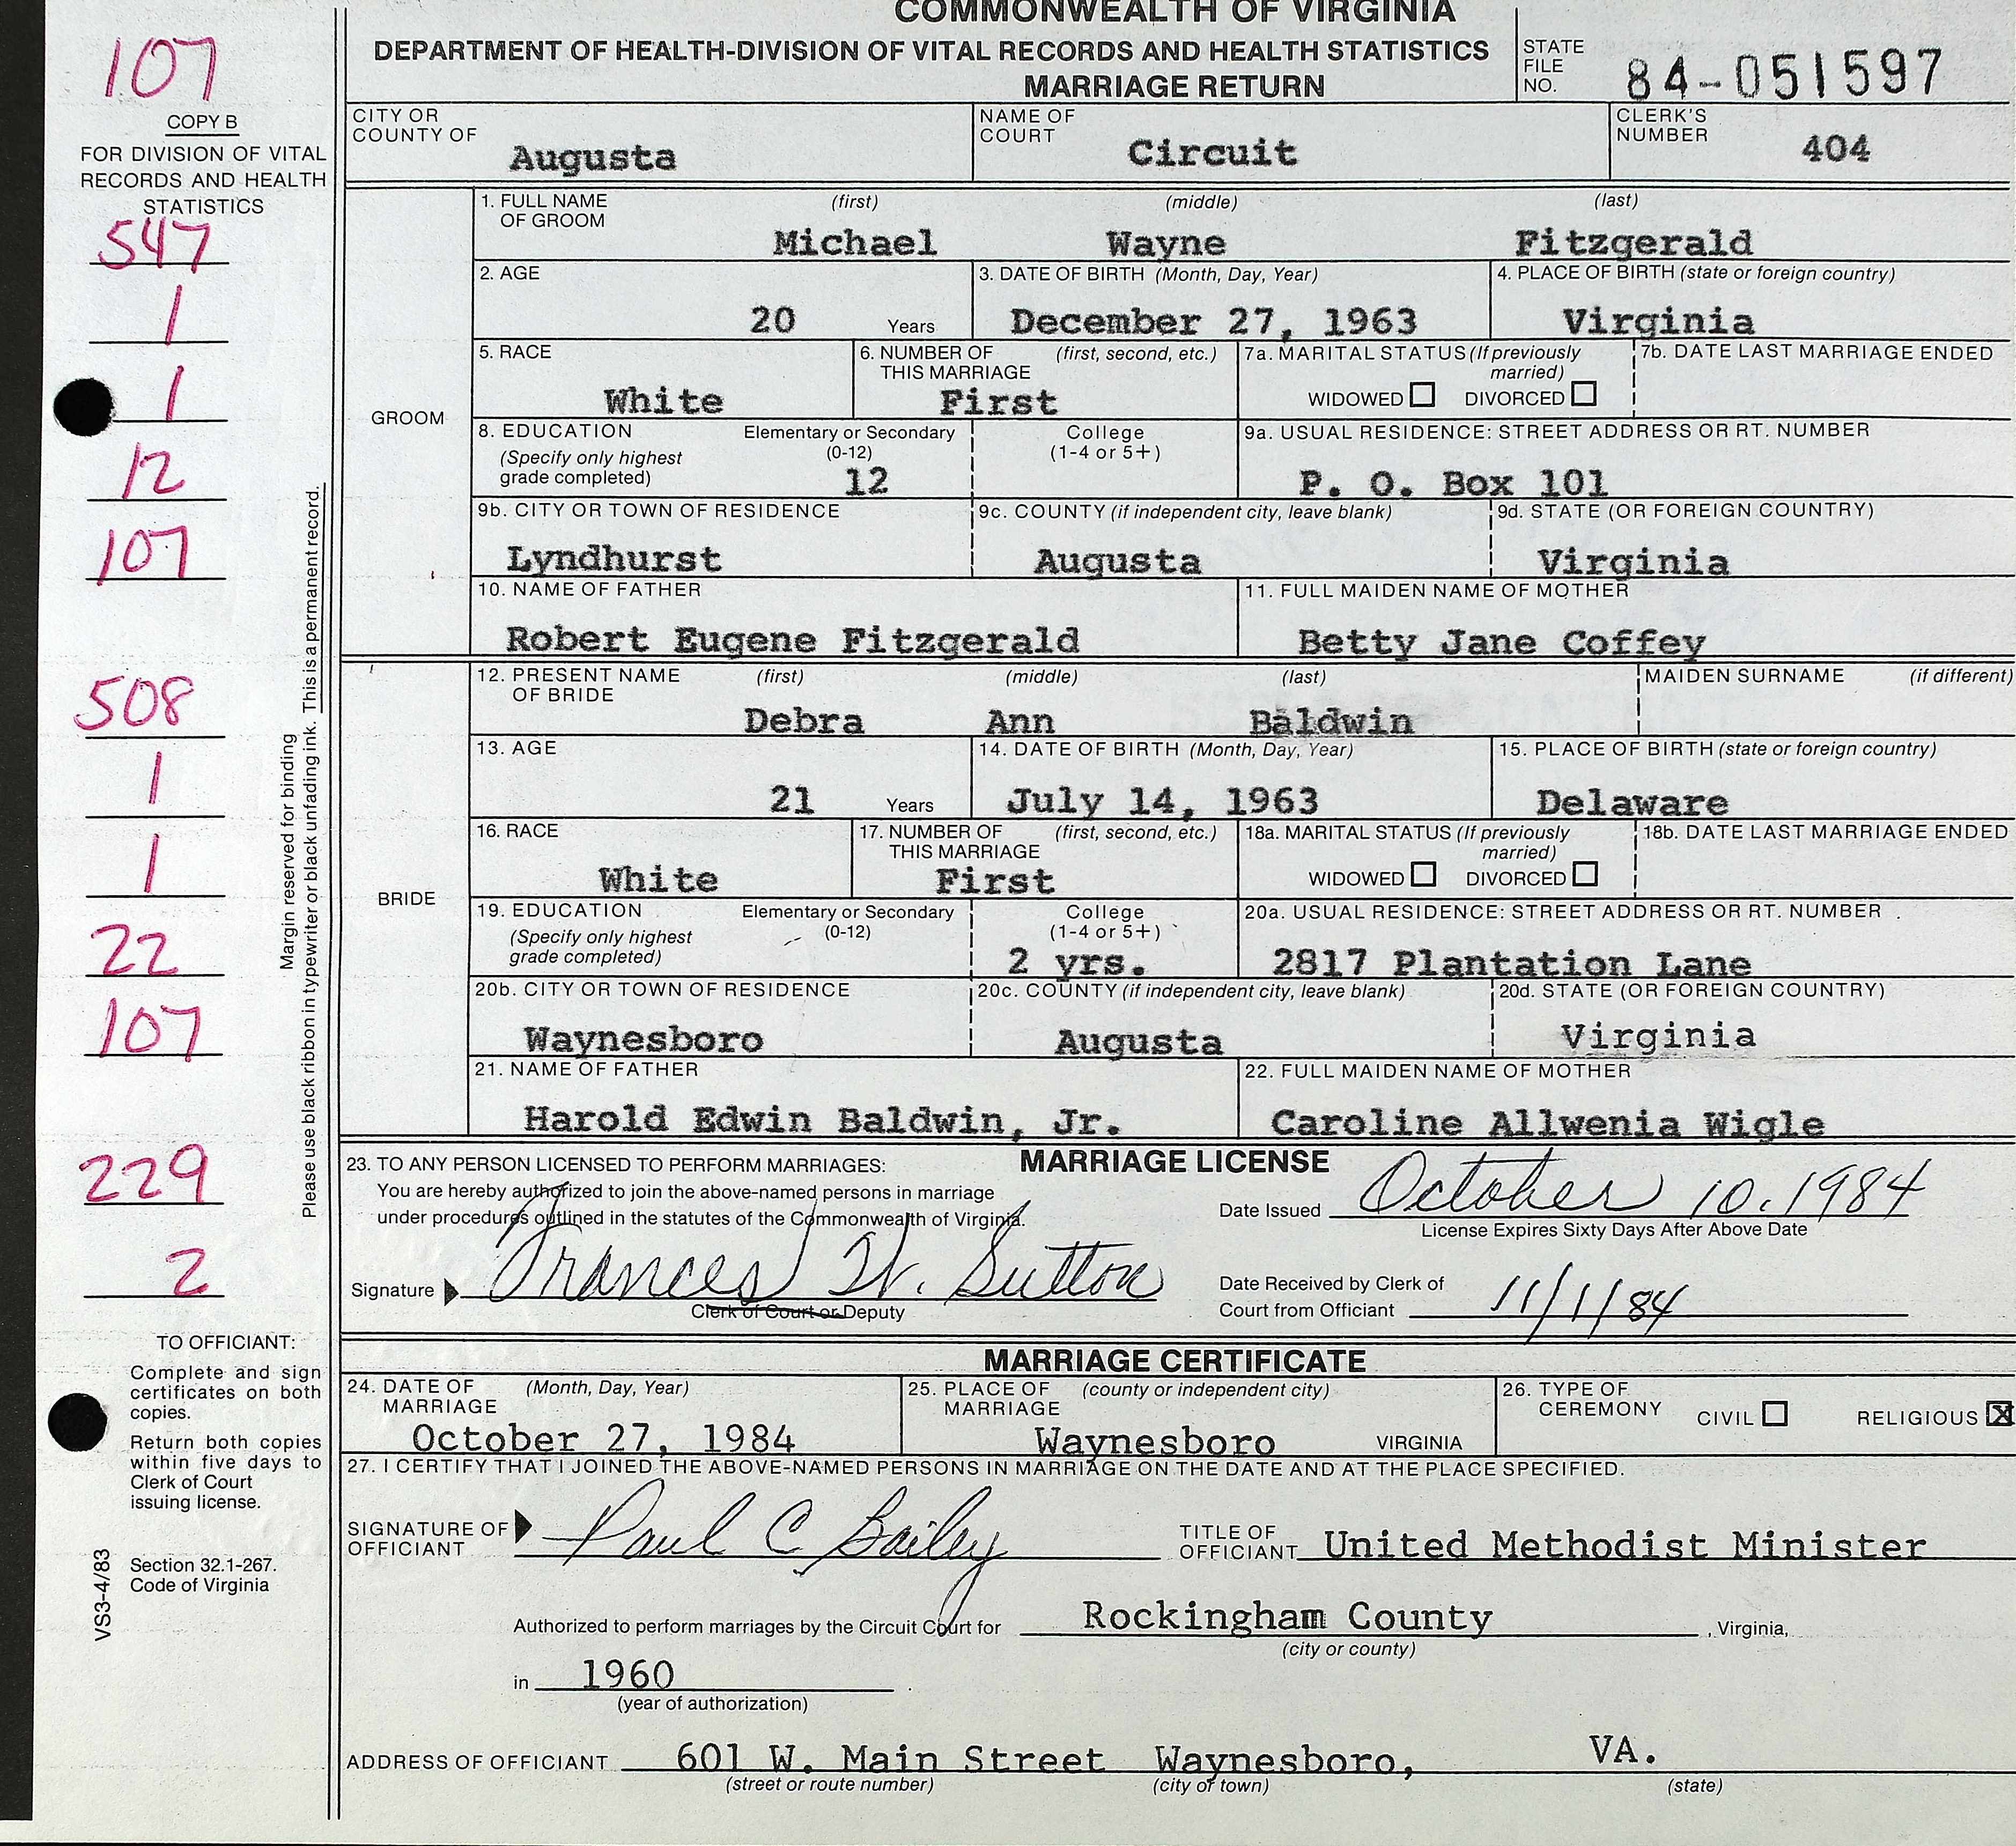 COMMONWEALTH OF VIRGINIA
DEPARTMENT OF HEALTH-DIVISION OF VITAL RECORDS AND HEALTH STATISTICS
MARRIAGE RETURN
STATE FILE NO. 84-051597
107
COPY B
FOR DIVISION OF VITAL
RECORDS AND HEALTH
STATISTICS
547
1
1
12
107
508
1
1
22
107
229
2
Margin reserved for binding
Please use black ribbon in typewriter or black unfading ink. This is a permanent record.
TO OFFICIANT:
Complete and sign
certificates on both
copies.
Return both copies
within five days to
Clerk of Court
issuing license.
Section 32.1-267.
Code of Virginia
VS3-4/83
CITY OR COUNTY OF Augusta
NAME OF COURT Circuit
CLERK'S NUMBER 404
GROOM
1. FULL NAME OF GROOM (first) (middle) (last)
Michael Wayne Fitzgerald
2. AGE 20 Years
3. DATE OF BIRTH (Month, Day, Year) December 27, 1963
4. PLACE OF BIRTH (state or foreign country) Virginia
5. RACE White
6. NUMBER OF THIS MARRIAGE (first, second, etc.) First
7a. MARITAL STATUS (If previously married) WIDOWED DIVORCED
7b. DATE LAST MARRIAGE ENDED
8. EDUCATION (Specify only highest grade completed) Elementary or Secondary (0-12) 12
College (1-4 or 5+)
9a. USUAL RESIDENCE: STREET ADDRESS OR RT. NUMBER P. O. Box 101
9b. CITY OR TOWN OF RESIDENCE Lyndhurst
9c. COUNTY (if independent city, leave blank) Augusta
9d. STATE (OR FOREIGN COUNTRY) Virginia
10. NAME OF FATHER Robert Eugene Fitzgerald
11. FULL MAIDEN NAME OF MOTHER Betty Jane Coffey
BRIDE
12. PRESENT NAME OF BRIDE (first) (middle) (last)
Debra Ann Baldwin
MAIDEN SURNAME (if different)
13. AGE 21 Years
14. DATE OF BIRTH (Month, Day, Year) July 14, 1963
15. PLACE OF BIRTH (state or foreign country) Delaware
16. RACE White
17. NUMBER OF THIS MARRIAGE (first, second, etc.) First
18a. MARITAL STATUS (If previously married) WIDOWED DIVORCED
18b. DATE LAST MARRIAGE ENDED
19. EDUCATION (Specify only highest grade completed) Elementary or Secondary (0-12)
College (1-4 or 5+) 2 yrs.
20a. USUAL RESIDENCE: STREET ADDRESS OR RT. NUMBER 2817 Plantation Lane
20b. CITY OR TOWN OF RESIDENCE Waynesboro
20c. COUNTY (if independent city, leave blank) Augusta
20d. STATE (OR FOREIGN COUNTRY) Virginia
21. NAME OF FATHER Harold Edwin Baldwin, Jr.
22. FULL MAIDEN NAME OF MOTHER Caroline Allwenia Wigle
MARRIAGE LICENSE
23. TO ANY PERSON LICENSED TO PERFORM MARRIAGES:
You are hereby authorized to join the above-named persons in marriage
under procedures outlined in the statutes of the Commonwealth of Virginia.
Date Issued October 10, 1984
License Expires Sixty Days After Above Date
Signature Frances W. Sutton
Clerk of Court or Deputy
Date Received by Clerk of
Court from Officiant 11/1/84
MARRIAGE CERTIFICATE
24. DATE OF MARRIAGE (Month, Day, Year) October 27, 1984
25. PLACE OF MARRIAGE (county or independent city) Waynesboro VIRGINIA
26. TYPE OF CEREMONY CIVIL RELIGIOUS X
27. I CERTIFY THAT I JOINED THE ABOVE-NAMED PERSONS IN MARRIAGE ON THE DATE AND AT THE PLACE SPECIFIED.
SIGNATURE OF OFFICIANT Paul C Bailey
TITLE OF OFFICIANT United Methodist Minister
Authorized to perform marriages by the Circuit Court for Rockingham County , Virginia,
(city or county)
in 1960
(year of authorization)
ADDRESS OF OFFICIANT 601 W. Main Street Waynesboro, VA.
(street or route number) (city or town) (state)